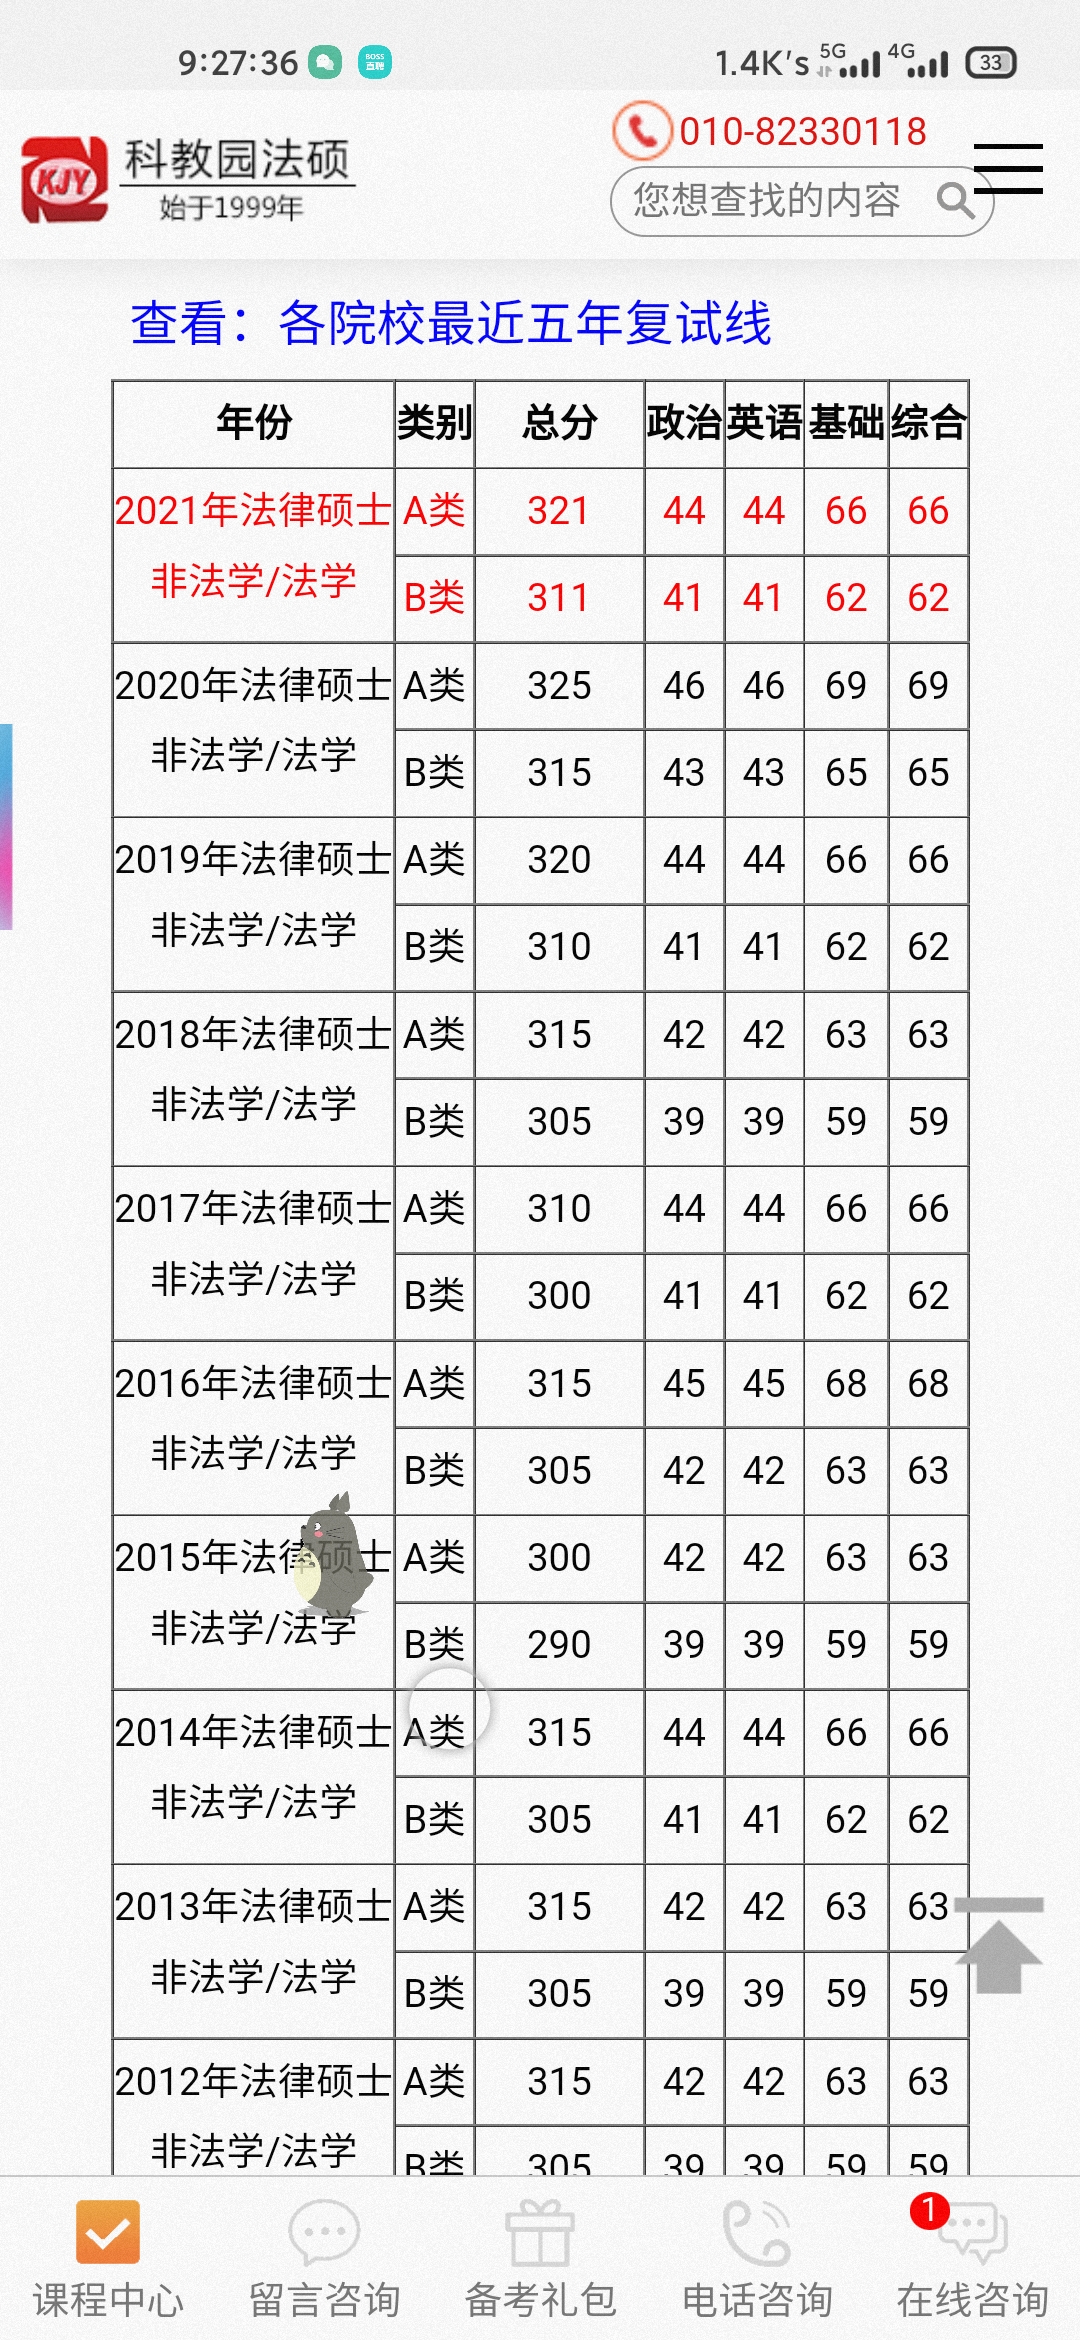 9:27:36 BOSS直聘 1.4K's 5G 4G 33
KJY 科教园法硕
始于1999年
010-82330118
您想查找的内容
查看：各院校最近五年复试线
年份 类别 总分 政治 英语 基础 综合
2021年法律硕士 A类 321 44 44 66 66
非法学/法学 B类 311 41 41 62 62
2020年法律硕士 A类 325 46 46 69 69
非法学/法学 B类 315 43 43 65 65
2019年法律硕士 A类 320 44 44 66 66
非法学/法学 B类 310 41 41 62 62
2018年法律硕士 A类 315 42 42 63 63
非法学/法学 B类 305 39 39 59 59
2017年法律硕士 A类 310 44 44 66 66
非法学/法学 B类 300 41 41 62 62
2016年法律硕士 A类 315 45 45 68 68
非法学/法学 B类 305 42 42 63 63
2015年法律硕士 A类 300 42 42 63 63
非法学/法学 B类 290 39 39 59 59
2014年法律硕士 A类 315 44 44 66 66
非法学/法学 B类 305 41 41 62 62
2013年法律硕士 A类 315 42 42 63 63
非法学/法学 B类 305 39 39 59 59
2012年法律硕士 A类 315 42 42 63 63
非法学/法学 B类 305 39 39 59 59
1
课程中心 留言咨询 备考礼包 电话咨询 在线咨询